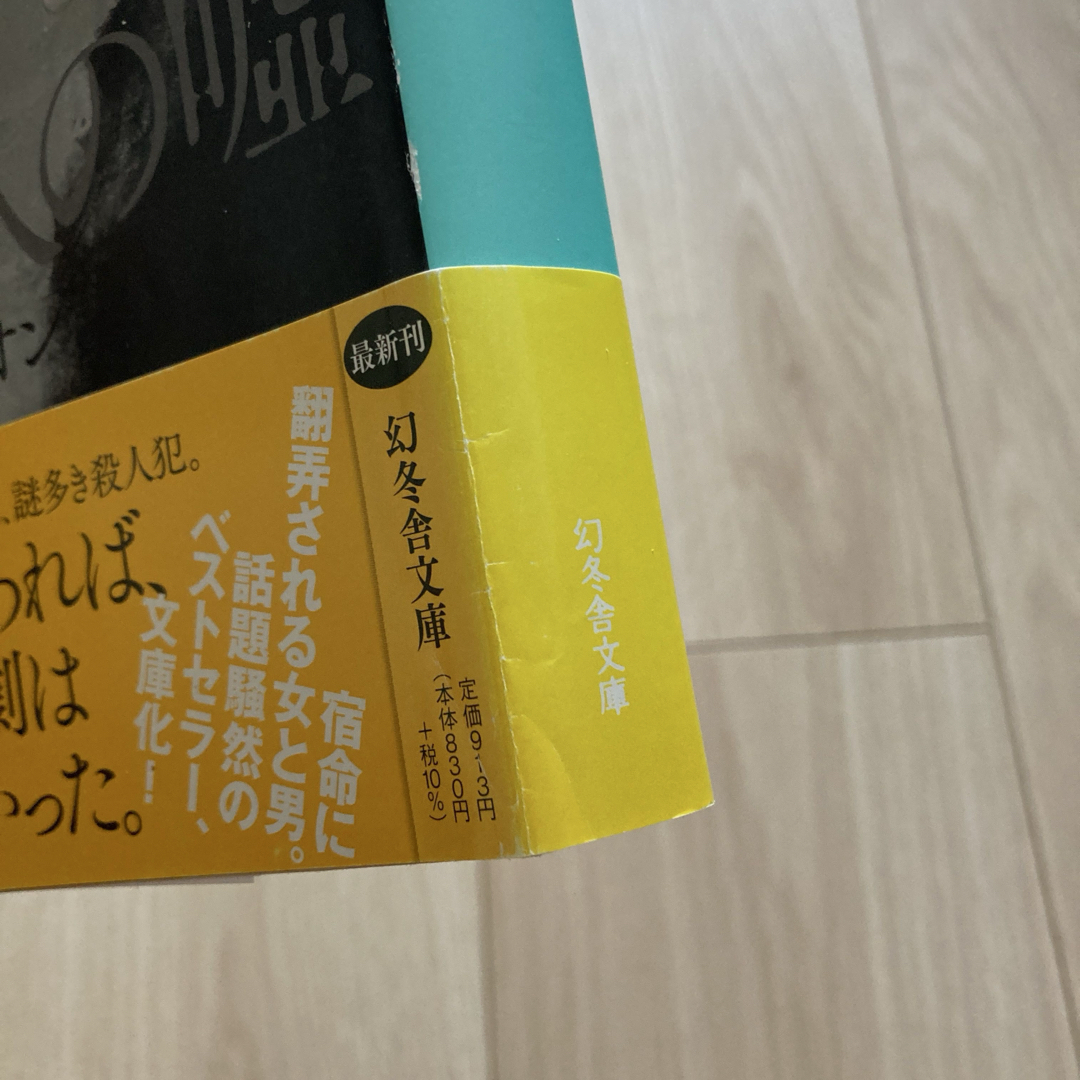 の嘘
最新刊
幻冬舎文庫
定価913円
(本体830円
+税10%)
幻冬舎文庫
宿命に
翻弄される女と男。
話題騒然の
ベストセラー、
文庫化!
、謎多き殺人犯。
れば、
は
った。